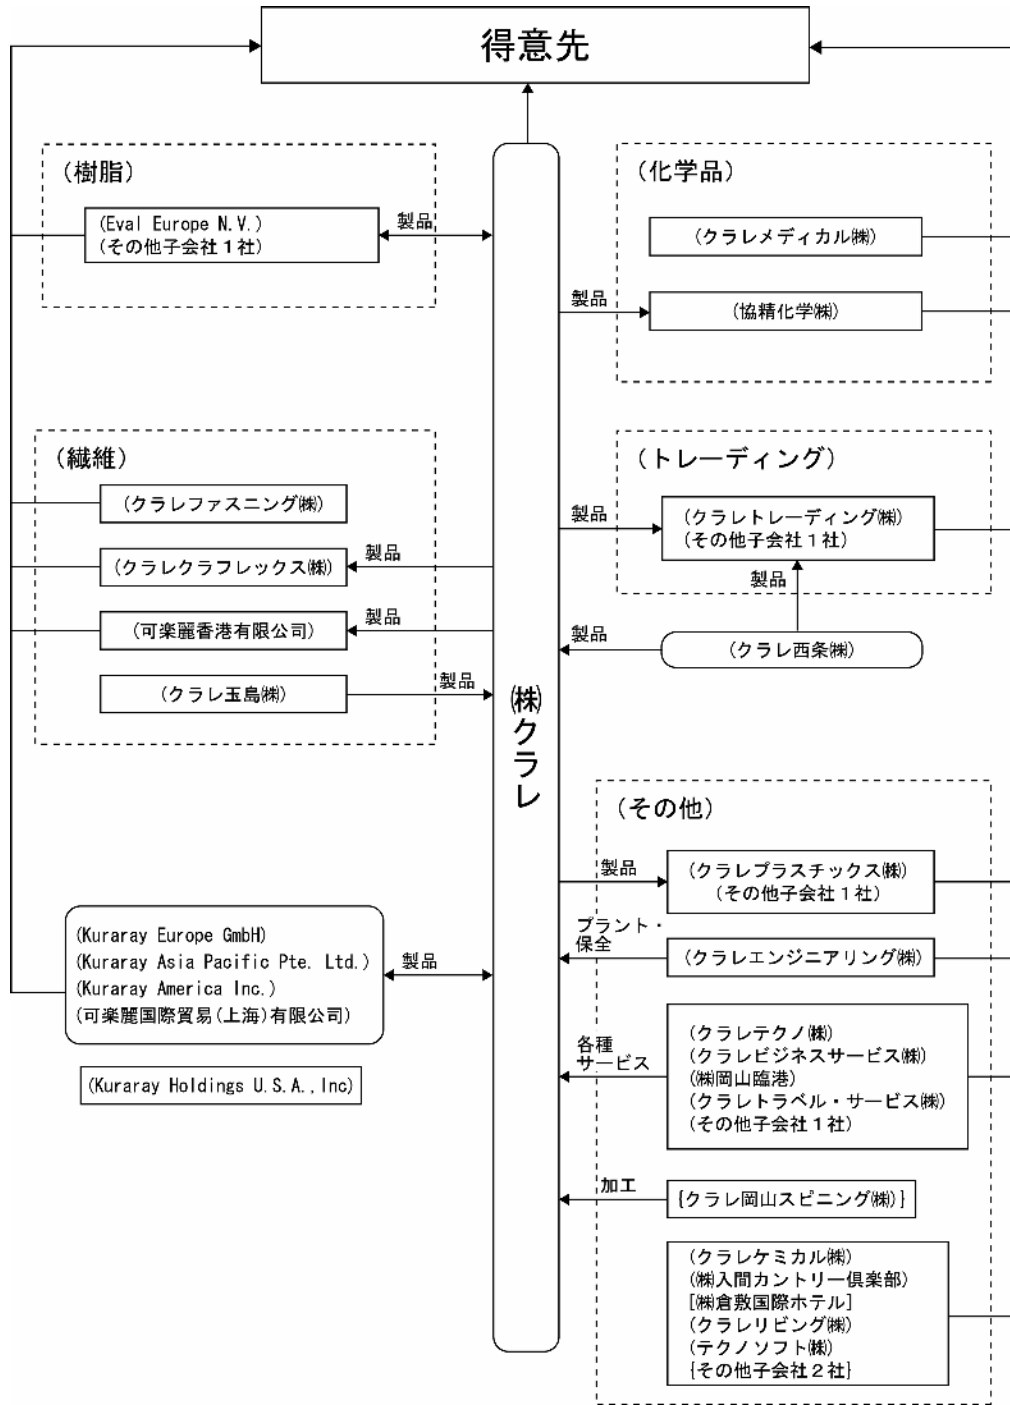 得意先
(樹脂)
(Eval Europe N.V.)
(その他子会社1社)
製品
(繊維)
(クラレファスニング㈱)
(クラレクラフレックス㈱)
製品
(可楽麗香港有限公司)
製品
(クラレ玉島㈱)
製品
(Kuraray Europe GmbH)
(Kuraray Asia Pacific Pte. Ltd.)
(Kuraray America Inc.)
(可楽麗国際貿易(上海)有限公司)
製品
(Kuraray Holdings U.S.A.,Inc)
㈱クラレ
(化学品)
(クラレメディカル㈱)
製品
(協精化学㈱)
(トレーディング)
製品
(クラレトレーディング㈱)
(その他子会社1社)
製品
製品
(クラレ西条㈱)
(その他)
製品
(クラレプラスチックス㈱)
(その他子会社1社)
プラント・
保全
(クラレエンジニアリング㈱)
各種
サービス
(クラレテクノ㈱)
(クラレビジネスサービス㈱)
(㈱岡山臨港)
(クラレトラベル・サービス㈱)
(その他子会社1社)
加工
{クラレ岡山スピニング㈱}
(クラレケミカル㈱)
(㈱入間カントリー倶楽部)
[㈱倉敷国際ホテル]
(クラレリビング㈱)
(テクノソフト㈱)
{その他子会社2社}